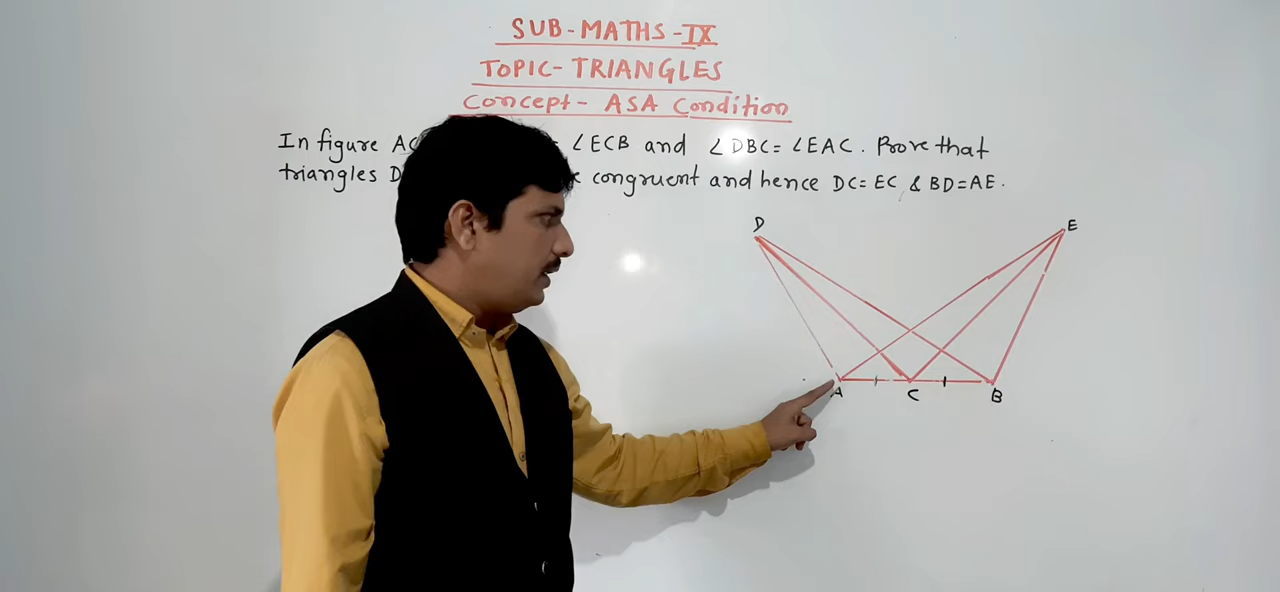 SUB-MATHS-IX
TOPIC-TRIANGLES
Concept- ASA Condition
In figure AC ∠ECB and ∠DBC=∠EAC. Prove that
triangles D congruent and hence DC=EC & BD=AE.
D E
A C B